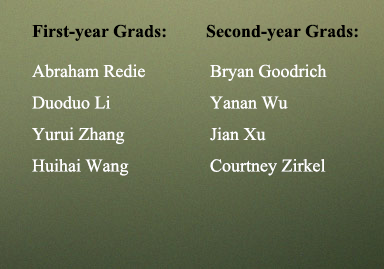 First-year Grads: Second-year Grads:
Abraham Redie Bryan Goodrich
Duoduo Li Yanan Wu
Yurui Zhang Jian Xu
Huihai Wang Courtney Zirkel